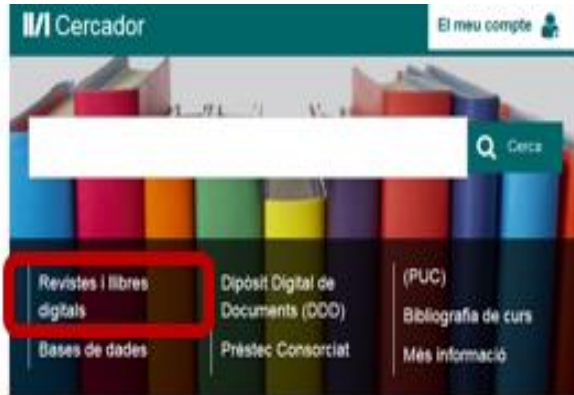 Cercador
El meu compte
Cerca
Revistes i llibres
digitals
Bases de dades
Dipòsit Digital de
Documents (DDD)
Préstec Consorciat
(PUC)
Bibliografia de curs
Més informació